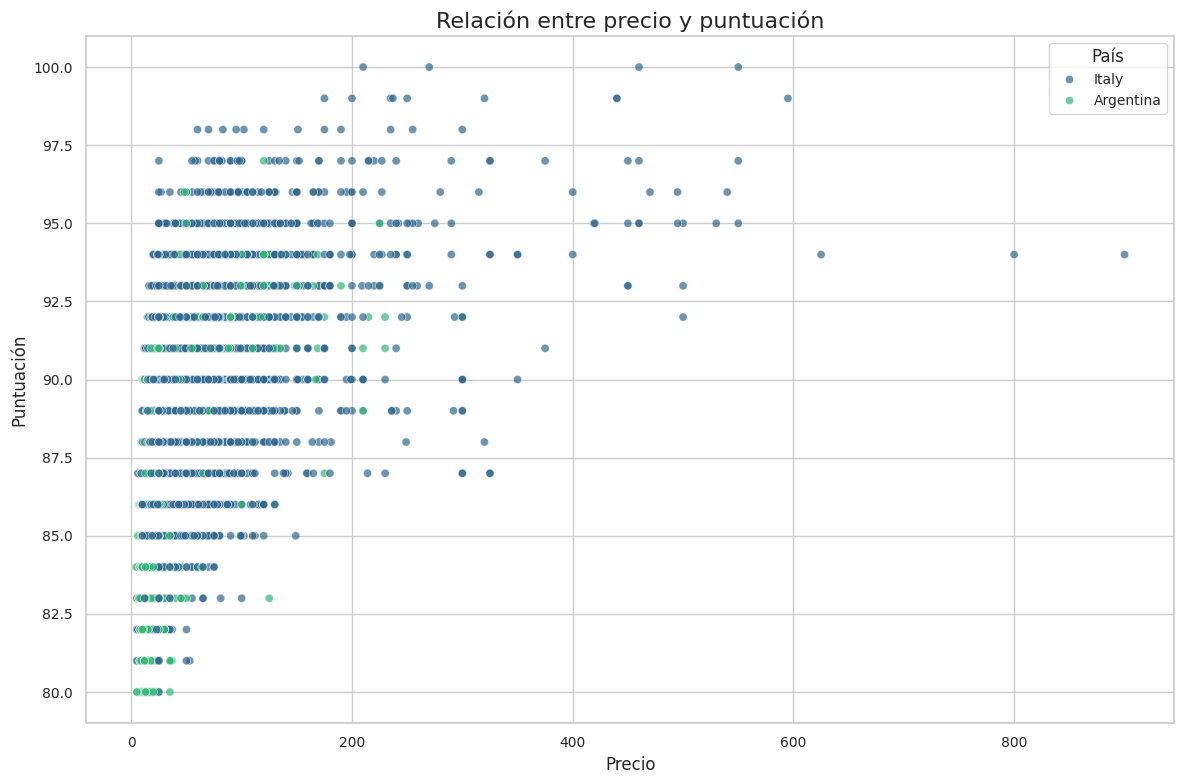 Relación entre precio y puntuación
País
Italy
Argentina
Puntuación
100.0
97.5
95.0
92.5
90.0
87.5
85.0
82.5
80.0
0
200
400
600
800
Precio